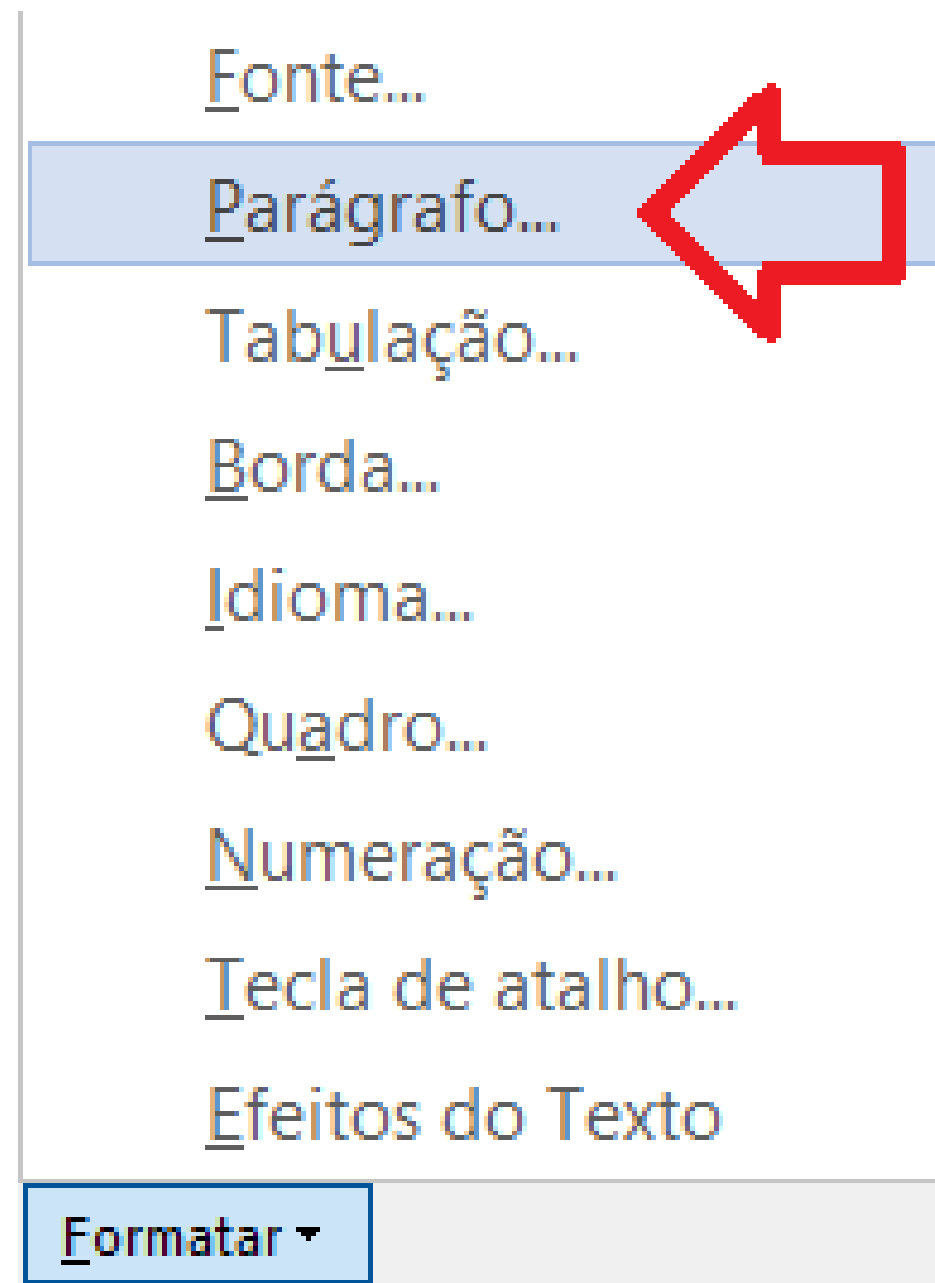 Fonte...
Parágrafo...
Tabulação...
Borda...
Idioma...
Quadro...
Numeração...
Tecla de atalho...
Efeitos do Texto
Formatar